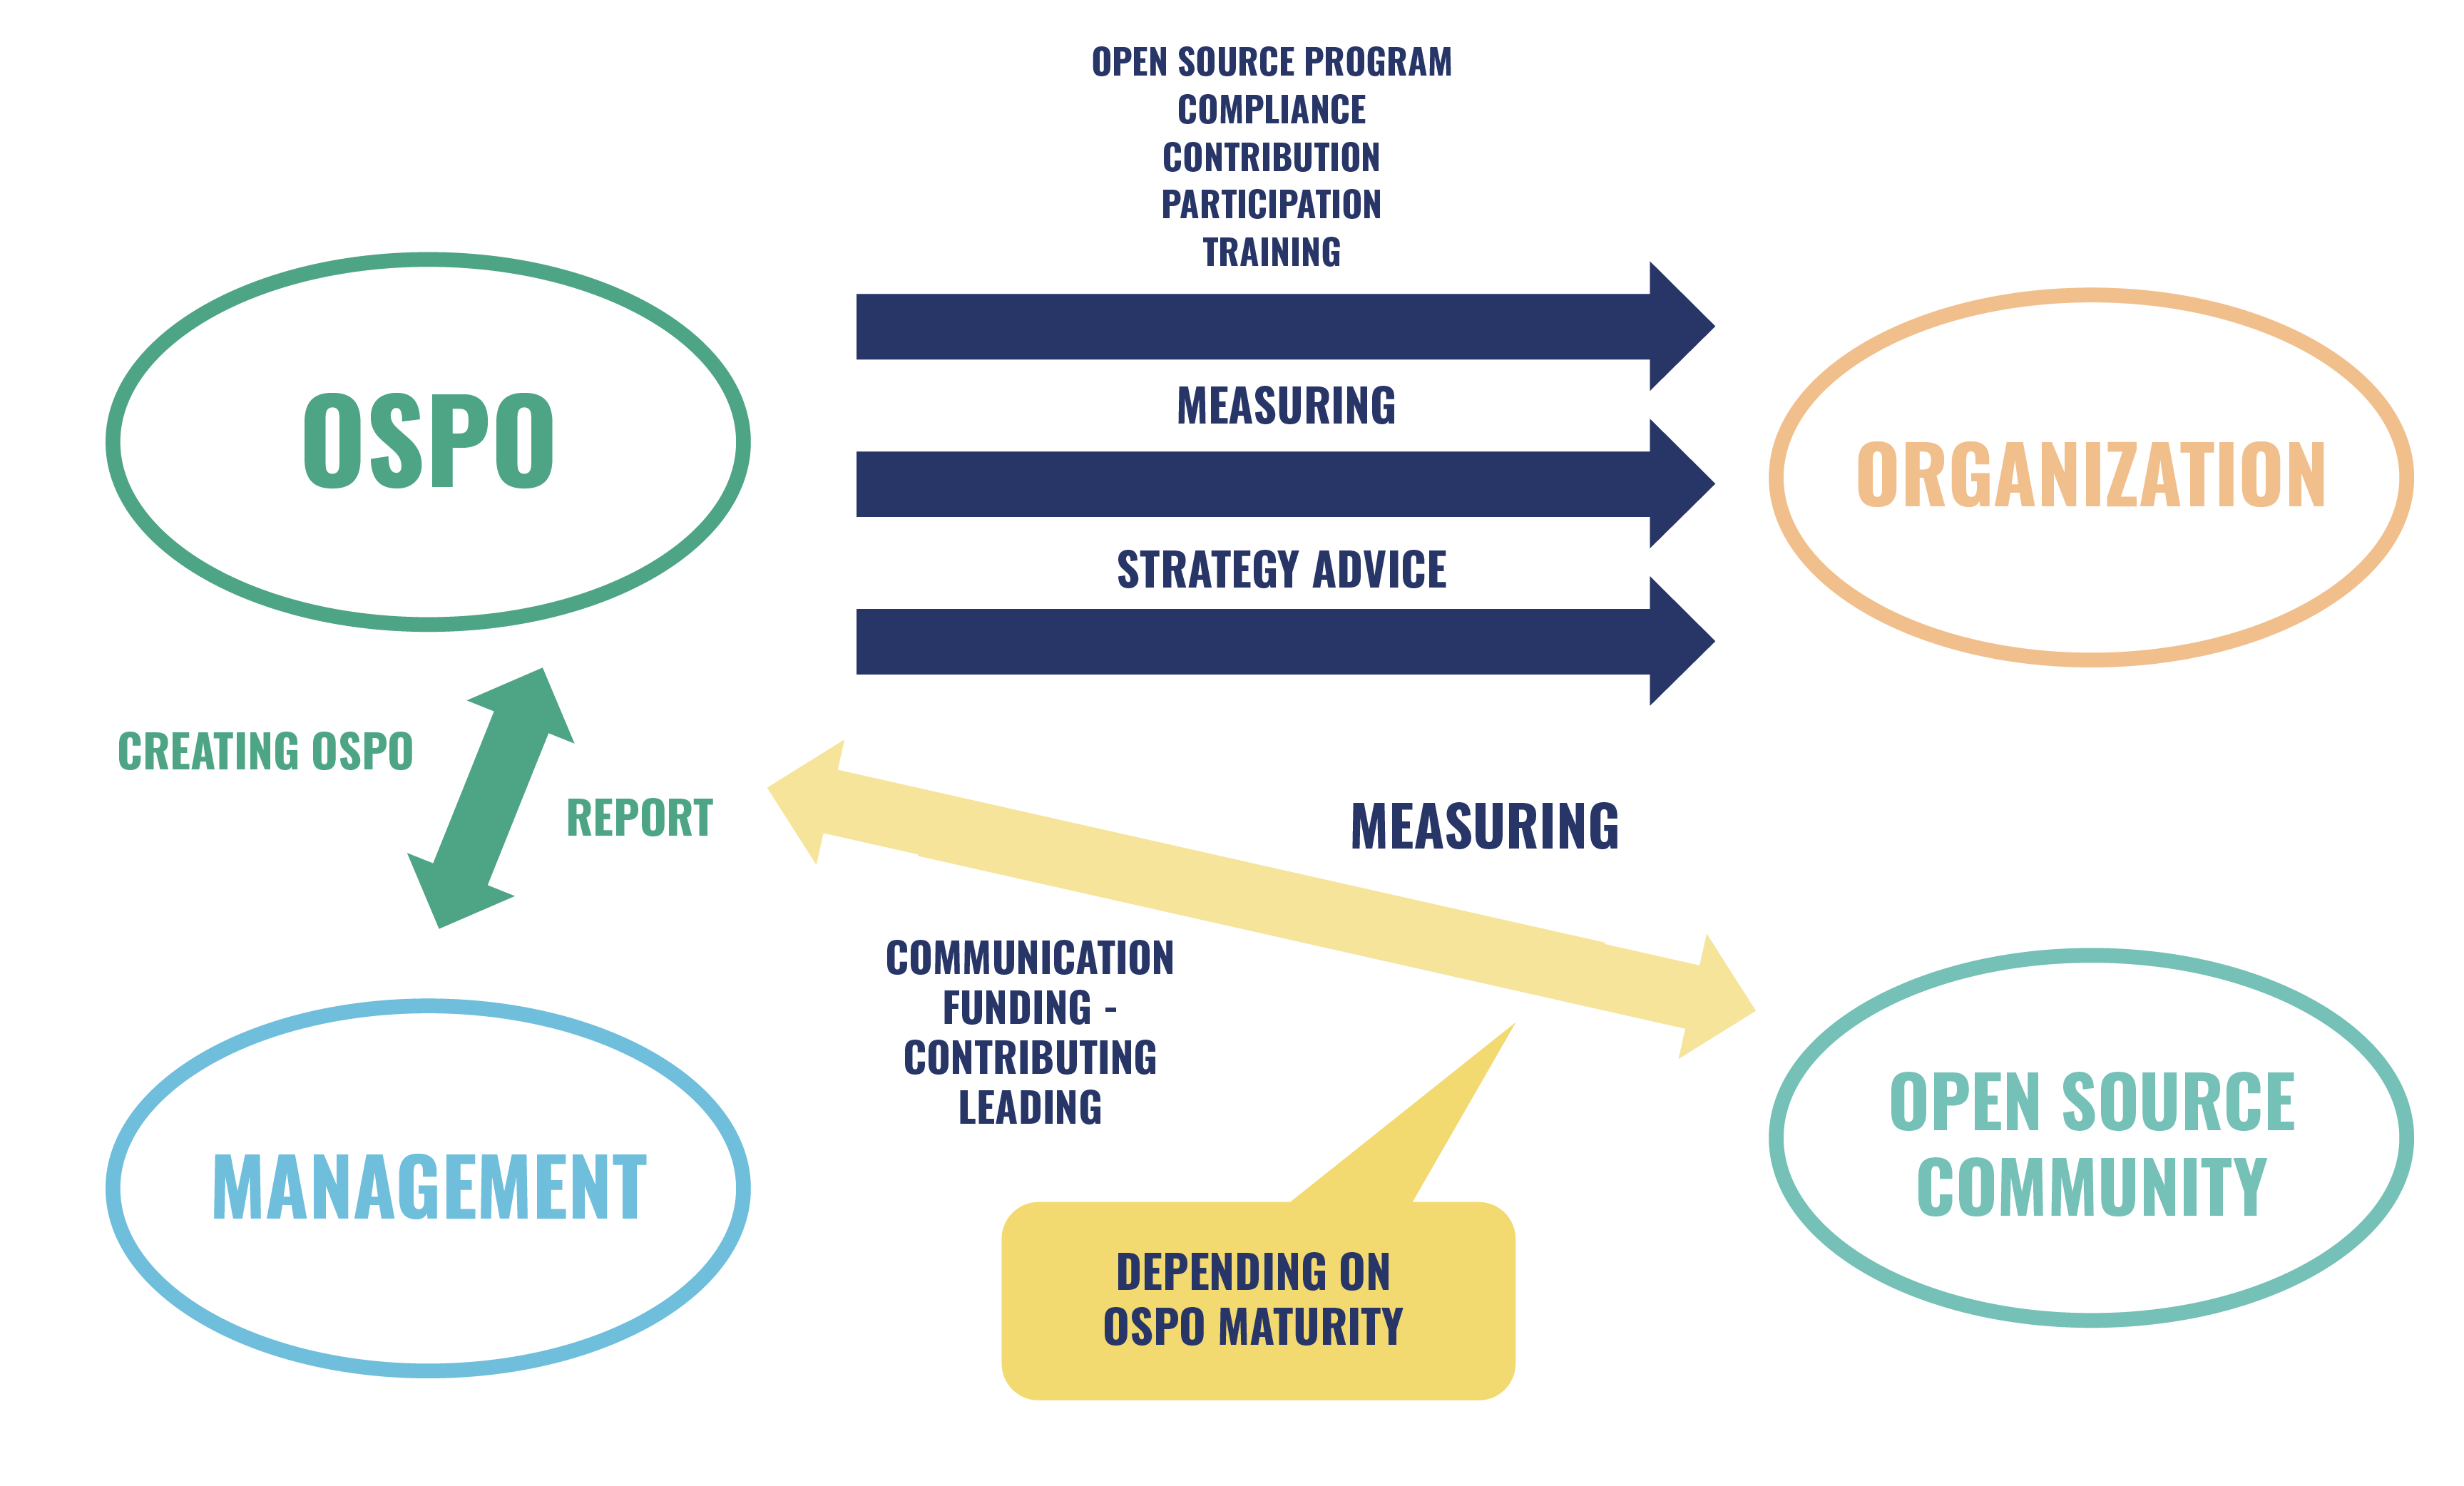 OPEN SOURCE PROGRAM
COMPLIANCE
CONTRIBUTION
PARTICIPATION
TRAINING
OSPO
MEASURING
ORGANIZATION
STRATEGY ADVICE
CREATING OSPO
REPORT
MEASURING
COMMUNICATION
FUNDING -
CONTRIBUTING
LEADING
MANAGEMENT
OPEN SOURCE
COMMUNITY
DEPENDING ON
OSPO MATURITY